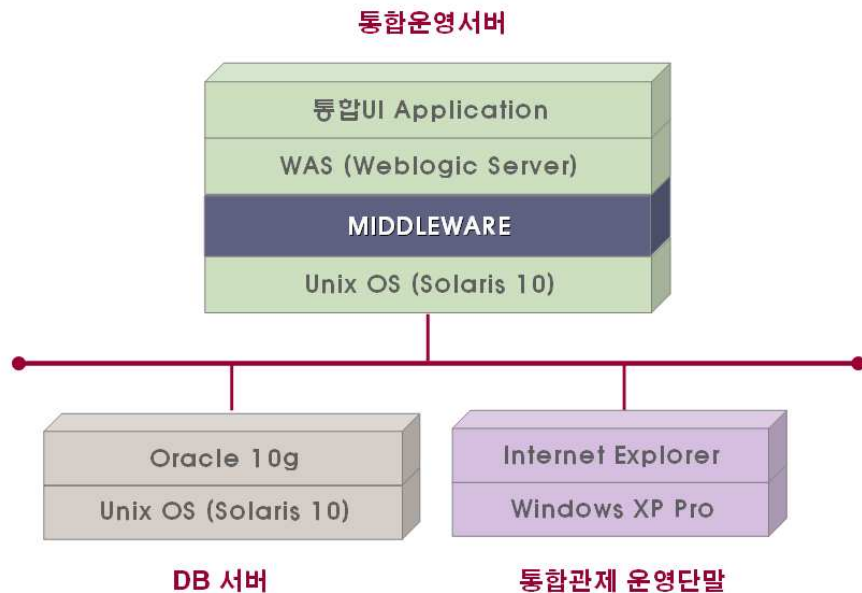 통합운영서버
통합UI Application
WAS (Weblogic Server)
MIDDLEWARE
Unix OS (Solaris 10)
Oracle 10g
Unix OS (Solaris 10)
DB 서버
Internet Explorer
Windows XP Pro
통합관제 운영단말